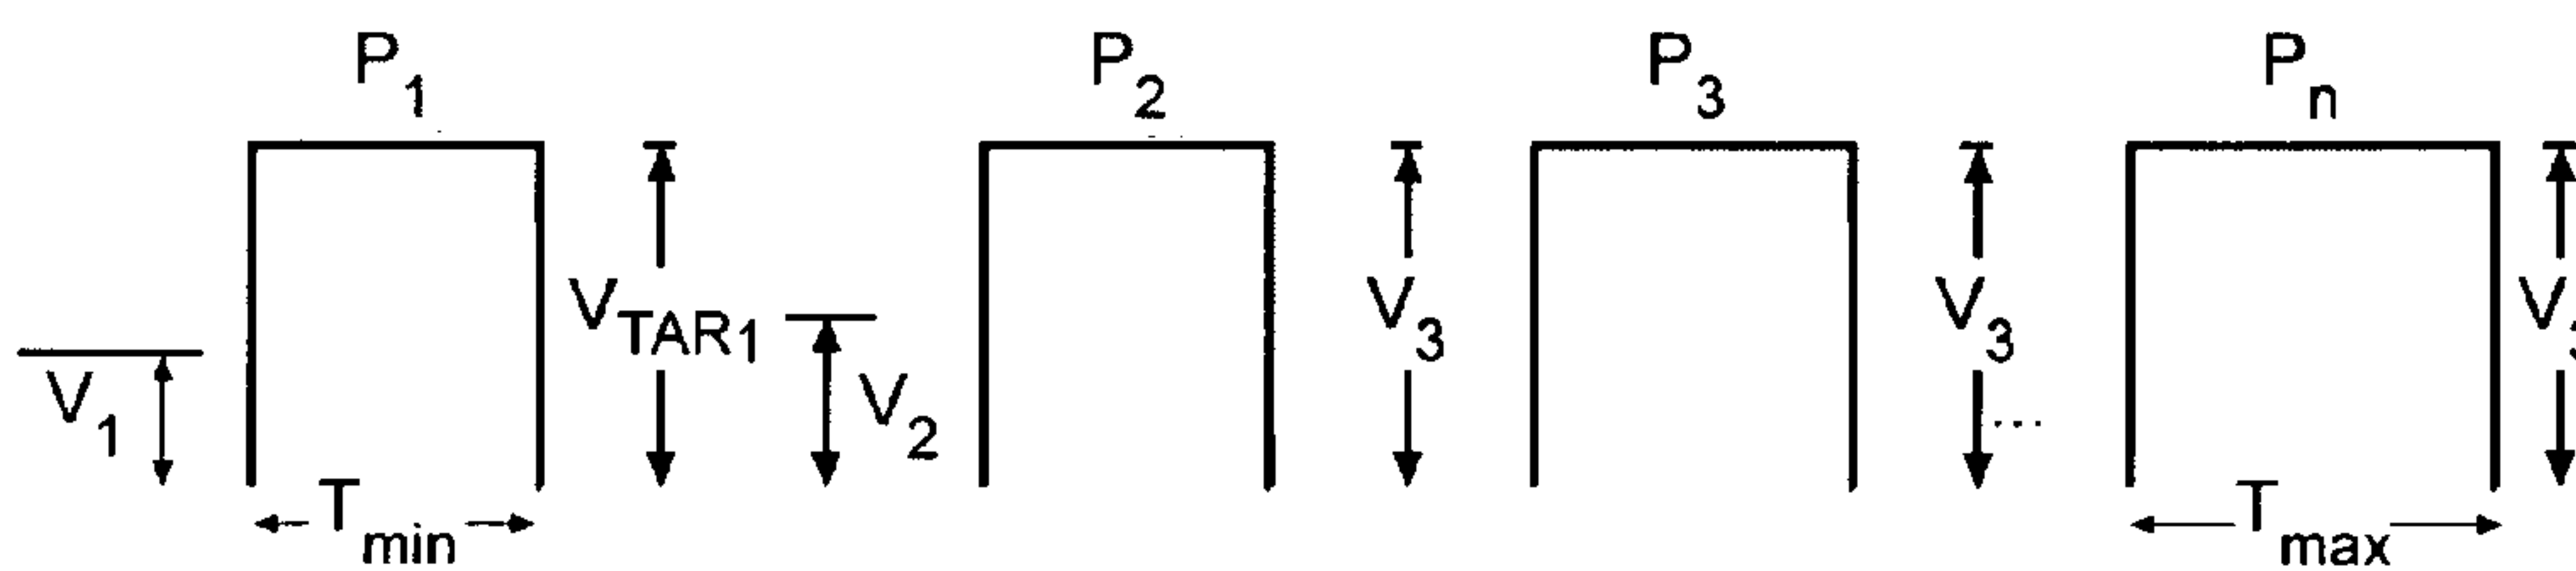 P1 P2 P3 Pn
VTAR1 V3 V3 V
V1 V2
Tmin Tmax
...